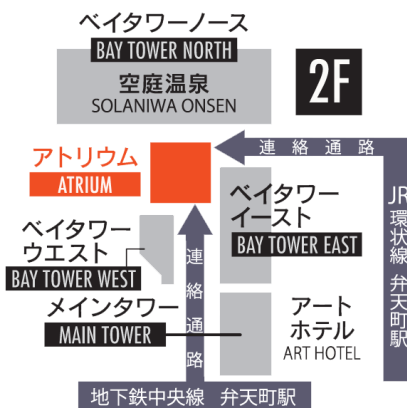 ベイタワーノース
BAY TOWER NORTH
空庭温泉
SOLANIWA ONSEN
2F
連絡通路
アトリウム
ATRIUM
ベイタワー
イースト
BAY TOWER EAST
JR環状線 弁天町駅
ベイタワー
ウエスト
BAY TOWER WEST
連絡通路
メインタワー
MAIN TOWER
アート
ホテル
ART HOTEL
地下鉄中央線 弁天町駅